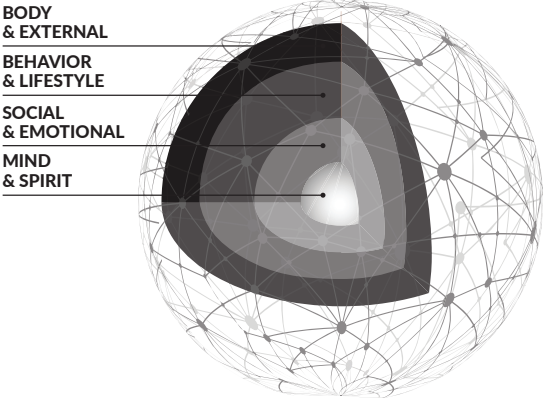 BODY
& EXTERNAL
BEHAVIOR
& LIFESTYLE
SOCIAL
& EMOTIONAL
MIND
& SPIRIT